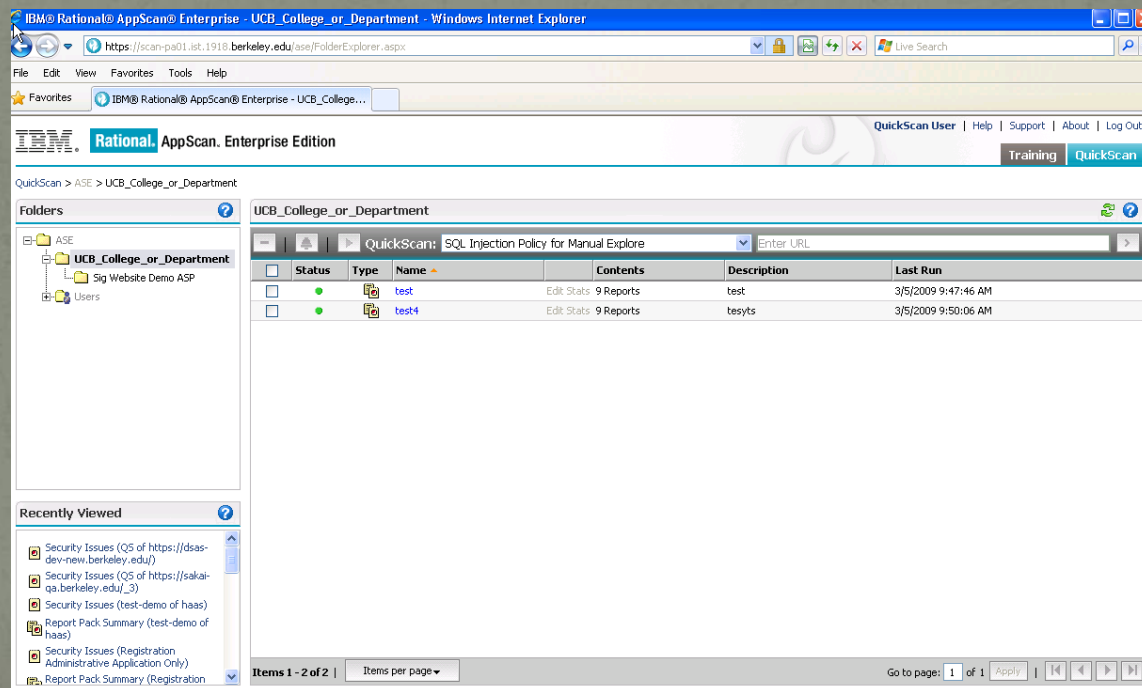 IBM® Rational® AppScan® Enterprise - UCB_College_or_Department - Windows Internet Explorer
https://scan-pa01.ist.1918.berkeley.edu/ase/FolderExplorer.aspx
Live Search
File Edit View Favorites Tools Help
Favorites
IBM® Rational® AppScan® Enterprise - UCB_College...
IBM. Rational. AppScan. Enterprise Edition
QuickScan User | Help | Support | About | Log Out
Training QuickScan
QuickScan > ASE > UCB_College_or_Department
Folders
ASE
UCB_College_or_Department
Sig Website Demo ASP
Users
UCB_College_or_Department
QuickScan: SQL Injection Policy for Manual Explore Enter URL
Status Type Name Contents Description Last Run
test Edit Stats 9 Reports test 3/5/2009 9:47:46 AM
test4 Edit Stats 9 Reports tesyts 3/5/2009 9:50:06 AM
Recently Viewed
Security Issues (QS of https://dsas-
dev-new.berkeley.edu/)
Security Issues (QS of https://sakai-
qa.berkeley.edu/_3)
Security Issues (test-demo of haas)
Report Pack Summary (test-demo of
haas)
Security Issues (Registration
Administrative Application Only)
Report Pack Summary (Registration
Items 1 - 2 of 2 | Items per page
Go to page: 1 of 1 Apply |